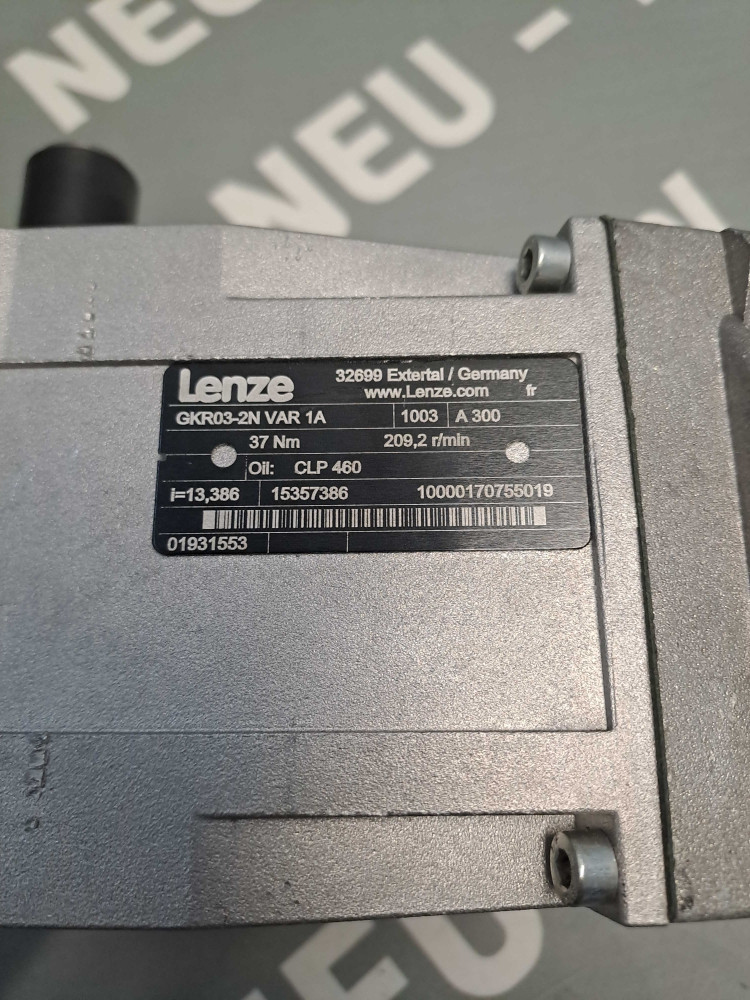 NEU
NEU -
Lenze
32699 Extertal / Germany
www.Lenze.com fr
GKR03-2N VAR 1A 1003 A 300
37 Nm 209,2 r/min
Oil: CLP 460
i=13,386 15357386 10000170755019
01931553
NEU